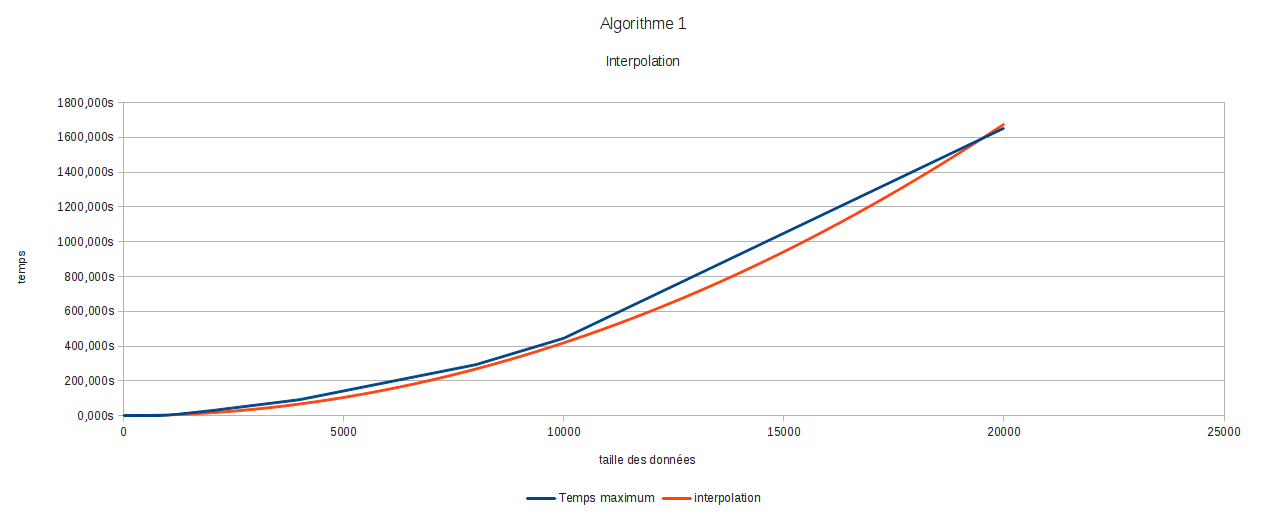 Algorithme 1
Interpolation
1800,000s
1600,000s
1400,000s
1200,000s
1000,000s
800,000s
600,000s
400,000s
200,000s
0,000s
temps
0 5000 10000 15000 20000 25000
taille des données
Temps maximum interpolation